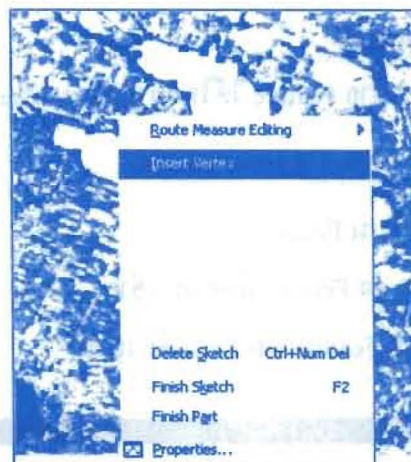 Route Measure Editing
Insert Vertex
Delete Sketch Ctrl+Num Del
Finish Sketch F2
Finish Part
Properties...